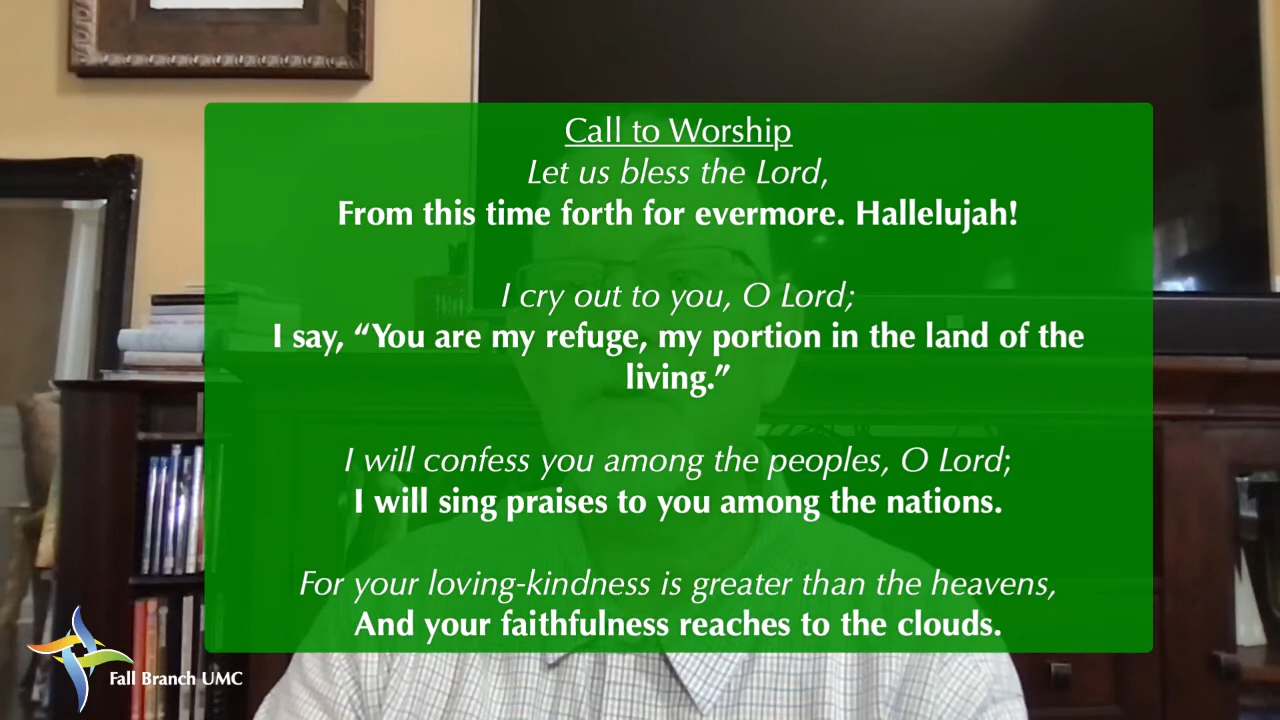 Call to Worship
Let us bless the Lord,
From this time forth for evermore. Hallelujah!
I cry out to you, O Lord;
I say, “You are my refuge, my portion in the land of the
living.”
I will confess you among the peoples, O Lord;
I will sing praises to you among the nations.
For your loving-kindness is greater than the heavens,
And your faithfulness reaches to the clouds.
Fall Branch UMC